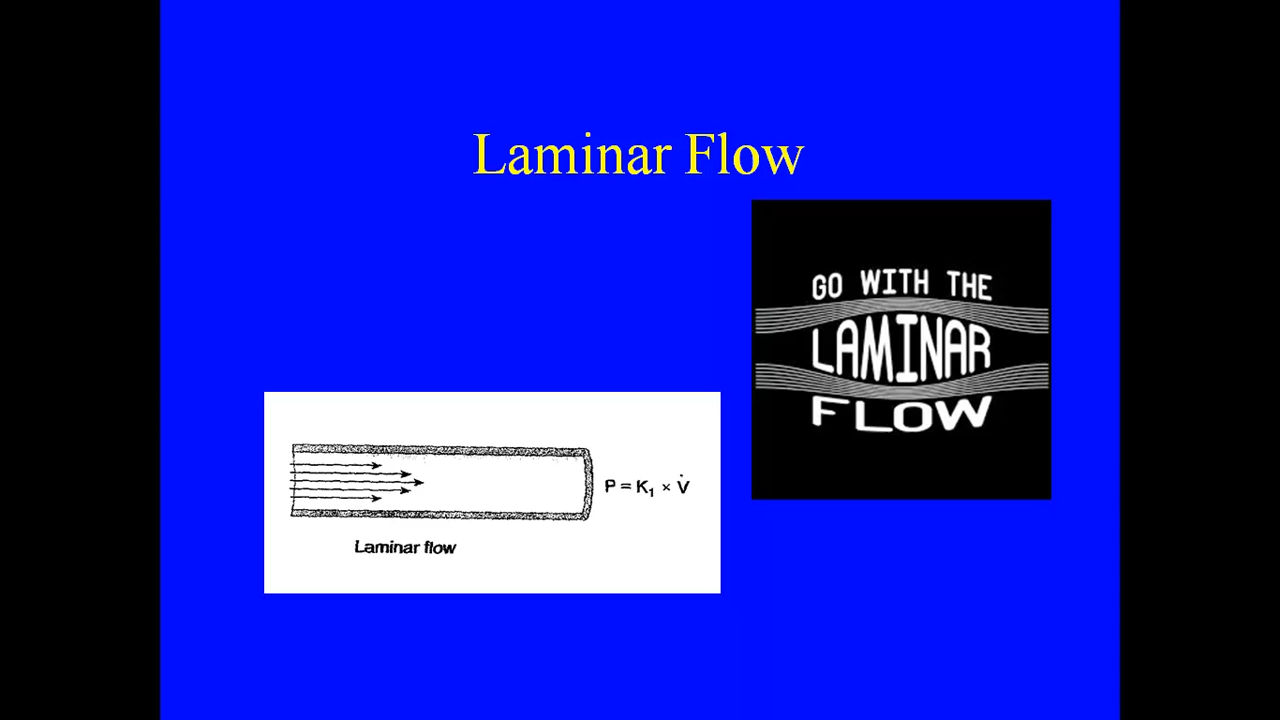 Laminar Flow
GO WITH THE
LAMINAR
FLOW
P = K₁ × V̇
Laminar flow